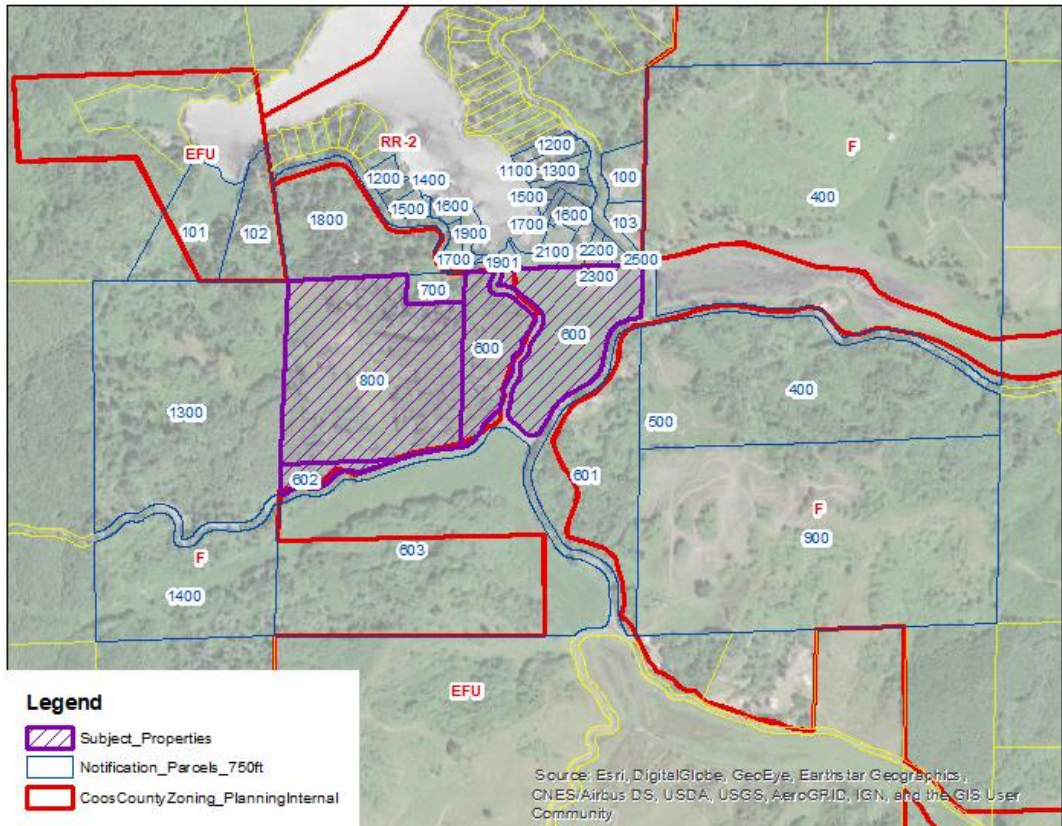 RR-2
EFU
F
1200
1100
1300
100
1200
1400
400
1500
1600
1500
1600
1800
1700
103
101
102
1900
2100
2200
1700
1901
2500
2300
700
600
600
800
400
1300
500
602
601
F
900
603
F
1400
EFU
Legend
Subject_Properties
Notification_Parcels_750ft
CoosCountyZoning_PlanningInternal
Source: Esri, DigitalGlobe, GeoEye, Earthstar Geographics,
CNES/Airbus DS, USDA, USGS, AeroGRID, IGN, and the GIS User
Community